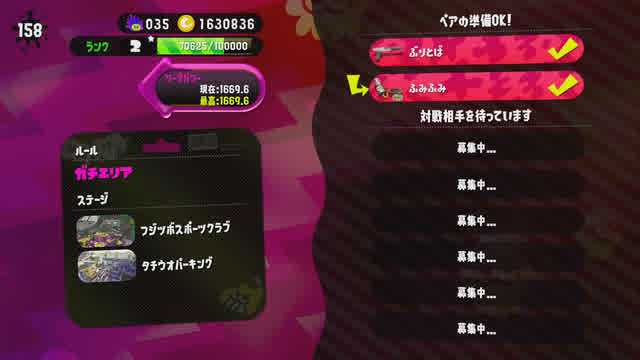 158
035
1630836
ランク
2
70625/100000
リーグパワー
現在:1669.6
最高:1669.6
ルール
ガチエリア
ステージ
フジツボスポーツクラブ
タチウオパーキング
ペアの準備OK!
ぷりとぱ
ふみふみ
対戦相手を待っています
募集中...
募集中...
募集中...
募集中...
募集中...
募集中...